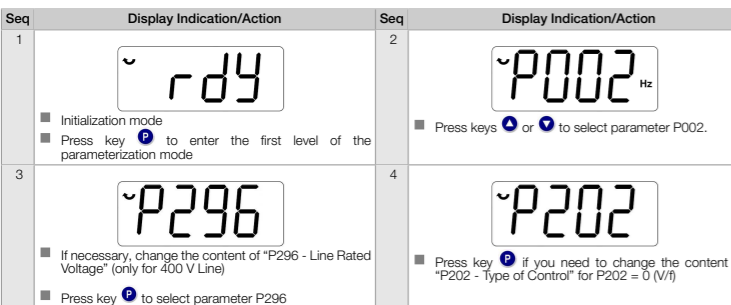 Seq Display Indication/Action Seq Display Indication/Action
1
rdy
Initialization mode
Press key P to enter the first level of the
parameterization mode
2
P002 Hz
Press keys or to select parameter P002.
3
P296
If necessary, change the content of “P296 - Line Rated
Voltage” (only for 400 V Line)
Press key P to select parameter P296
4
P202
Press key P if you need to change the content
“P202 - Type of Control” for P202 = 0 (V/f)